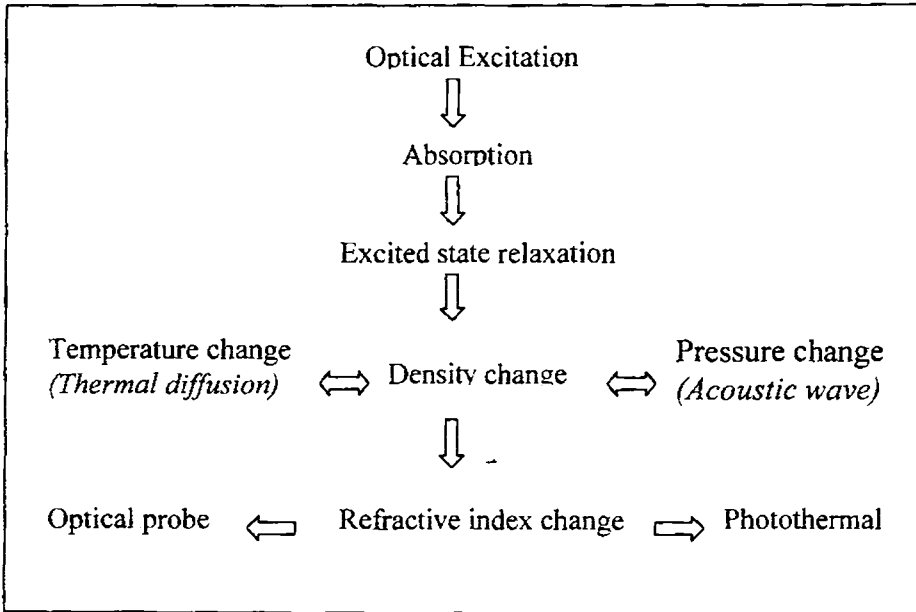 Optical Excitation
Absorption
Excited state relaxation
Temperature change
(Thermal diffusion)
Density change
Pressure change
(Acoustic wave)
Optical probe
Refractive index change
Photothermal